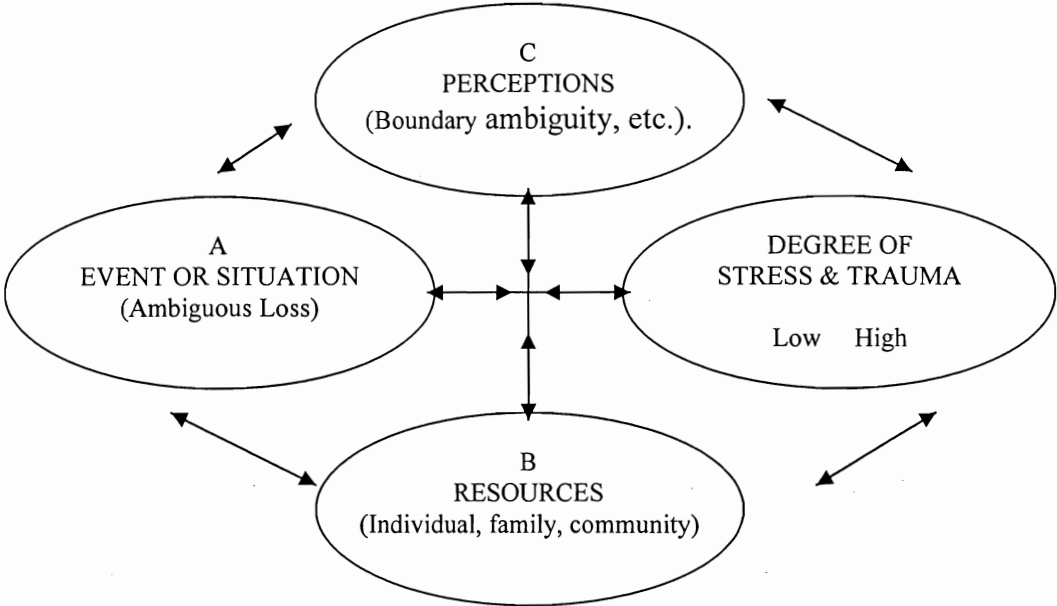 C
PERCEPTIONS
(Boundary ambiguity, etc.).
A
EVENT OR SITUATION
(Ambiguous Loss)
DEGREE OF
STRESS & TRAUMA
Low High
B
RESOURCES
(Individual, family, community)